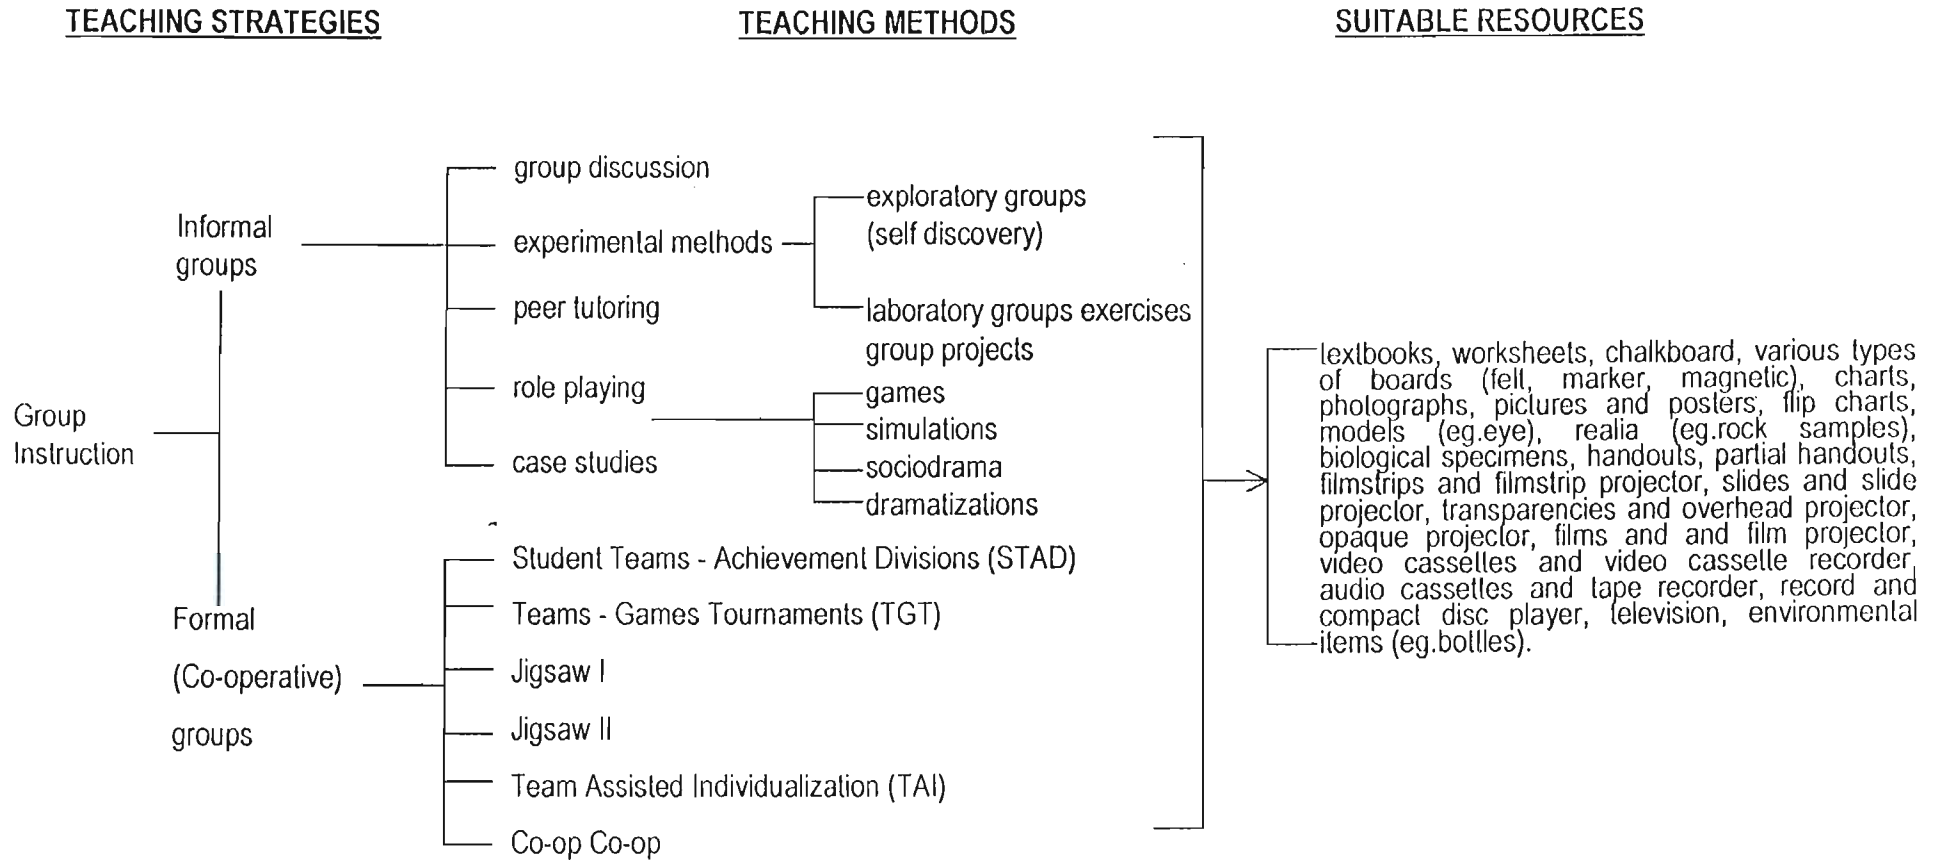 TEACHING STRATEGIES
TEACHING METHODS
SUITABLE RESOURCES
Group
Instruction
Informal
groups
group discussion
experimental methods
exploratory groups
(self discovery)
laboratory groups exercises
group projects
peer tutoring
role playing
games
simulations
sociodrama
dramatizations
case studies
Formal
(Co-operative)
groups
Student Teams - Achievement Divisions (STAD)
Teams - Games Tournaments (TGT)
Jigsaw I
Jigsaw II
Team Assisted Individualization (TAI)
Co-op Co-op
textbooks, worksheets, chalkboard, various types
of boards (felt, marker, magnetic), charts,
photographs, pictures and posters, flip charts,
models (eg.eye), realia (eg.rock samples),
biological specimens, handouts, partial handouts,
filmstrips and filmstrip projector, slides and slide
projector, transparencies and overhead projector,
opaque projector, films and and film projector,
video cassettes and video cassette recorder,
audio cassettes and tape recorder, record and
compact disc player, television, environmental
items (eg.bottles).